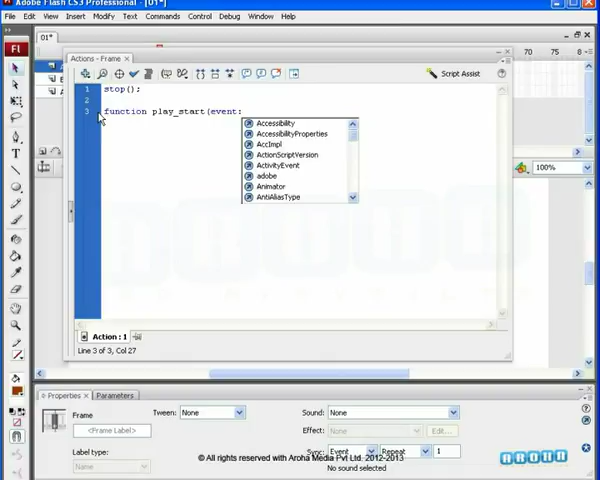 Adobe Flash CS3 Professional - [01*]
File Edit View Insert Modify Text Commands Control Debug Window Help
01*
Actions - Frame
70 75 8
Script Assist
1 stop();
2
3 function play_start(event:
Accessibility
AccessibilityProperties
AccImpl
ActionScriptVersion
ActivityEvent
adobe
Animator
AntiAliasType
100%
Action : 1
Line 3 of 3, Col 27
Properties Parameters
Frame
Tween: None
Sound: None
<Frame Label>
Effect: None Edit...
Label type:
Sync: Event Repeat 1
Name
No sound selected
© All rights reserved with Aroha Media Pvt Ltd. 2012-2013